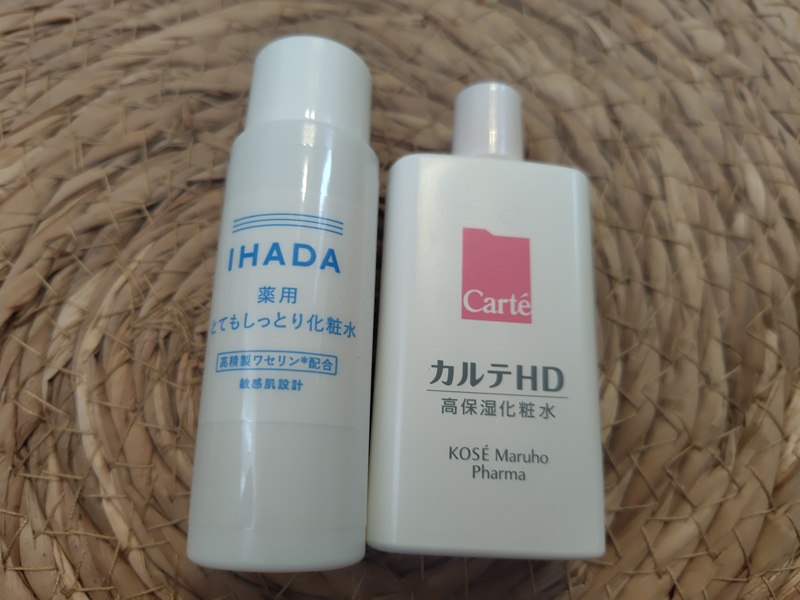 IHADA
薬用
とてもしっとり化粧水
高精製ワセリン*配合
敏感肌設計
Carté
カルテHD
高保湿化粧水
KOSÉ Maruho
Pharma